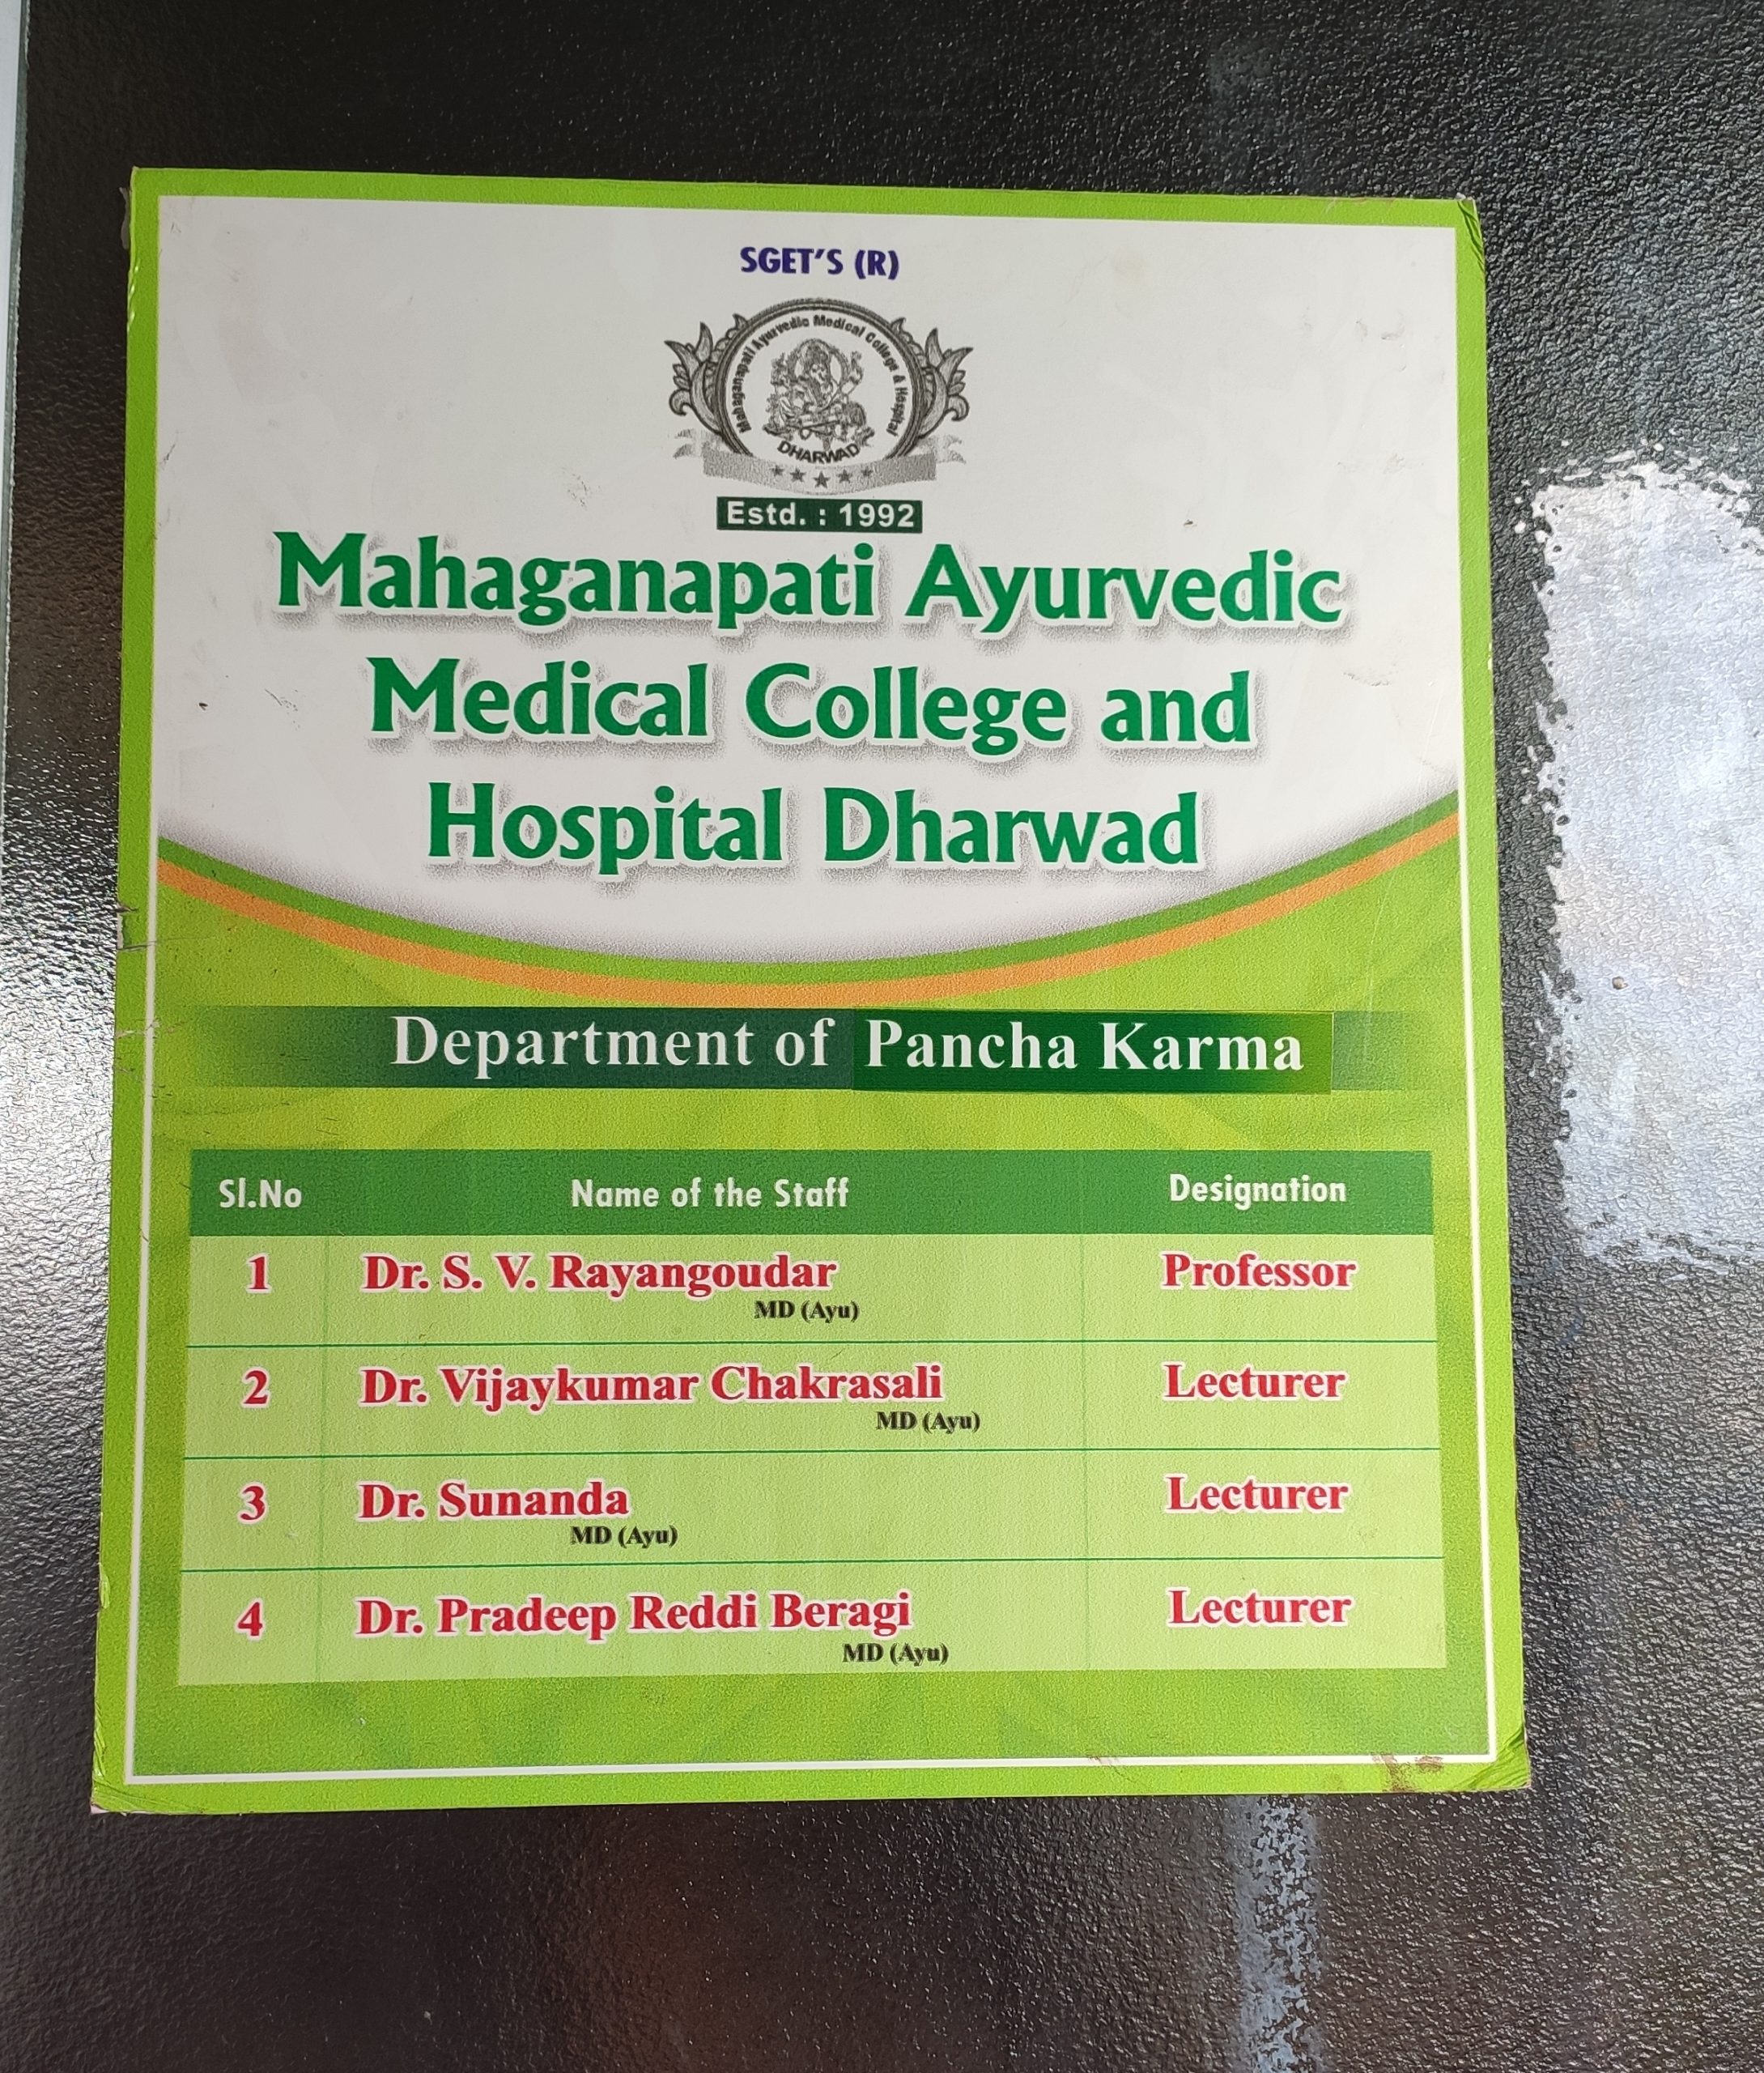 SGET'S (R)
Mahaganapati Ayurvedic Medical College & Hospital
DHARWAD
Estd. : 1992
Mahaganapati Ayurvedic
Medical College and
Hospital Dharwad
Department of Pancha Karma
Sl.No Name of the Staff Designation
1 Dr. S. V. Rayangoudar Professor
MD (Ayu)
2 Dr. Vijaykumar Chakrasali Lecturer
MD (Ayu)
3 Dr. Sunanda Lecturer
MD (Ayu)
4 Dr. Pradeep Reddi Beragi Lecturer
MD (Ayu)